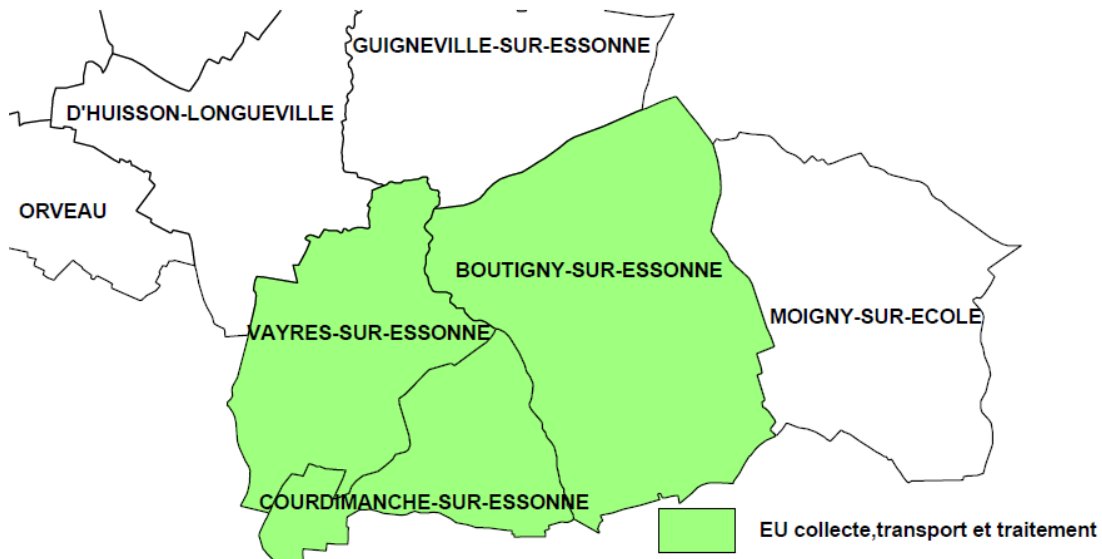 GUIGNEVILLE-SUR-ESSONNE
D'HUISSON-LONGUEVILLE
ORVEAU
BOUTIGNY-SUR-ESSONNE
MOIGNY-SUR-ECOLE
VAYRES-SUR-ESSONNE
COURDIMANCHE-SUR-ESSONNE
EU collecte,transport et traitement